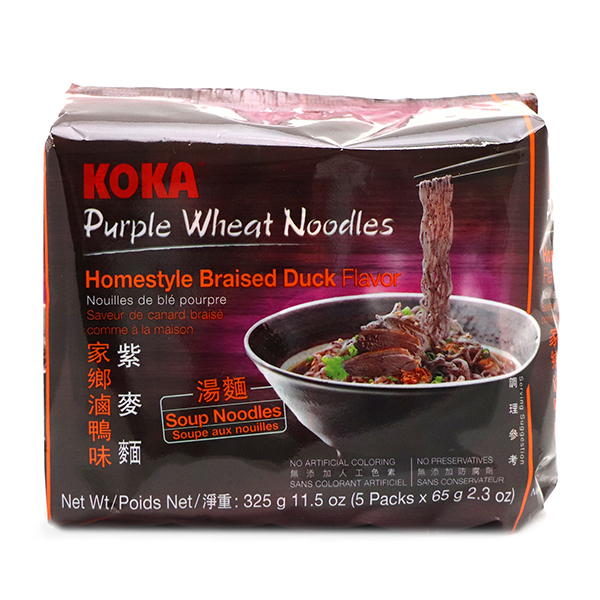 KOKA
Purple Wheat Noodles
Homestyle Braised Duck Flavor
Nouilles de blé pourpre
Saveur de canard braisé
comme à la maison
紫麥麵
家鄉滷鴨味
湯麵
Soup Noodles
Soupe aux nouilles
Serving Suggestion
調理參考
NO ARTIFICIAL COLORING
無添加人工色素
SANS COLORANT ARTIFICIEL
NO PRESERVATIVES
無添加防腐劑
SANS CONSERVATEUR
Net Wt/Poids Net/淨重: 325 g 11.5 oz (5 Packs x 65 g 2.3 oz)